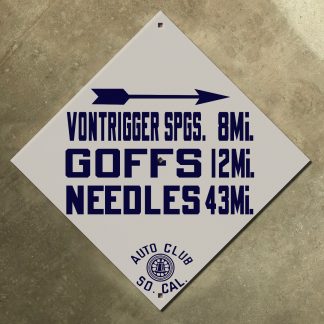 VONTRIGGER SPGS. 8Mi.
GOFFS 12Mi.
NEEDLES 43Mi.
AUTO CLUB
SO. CAL.